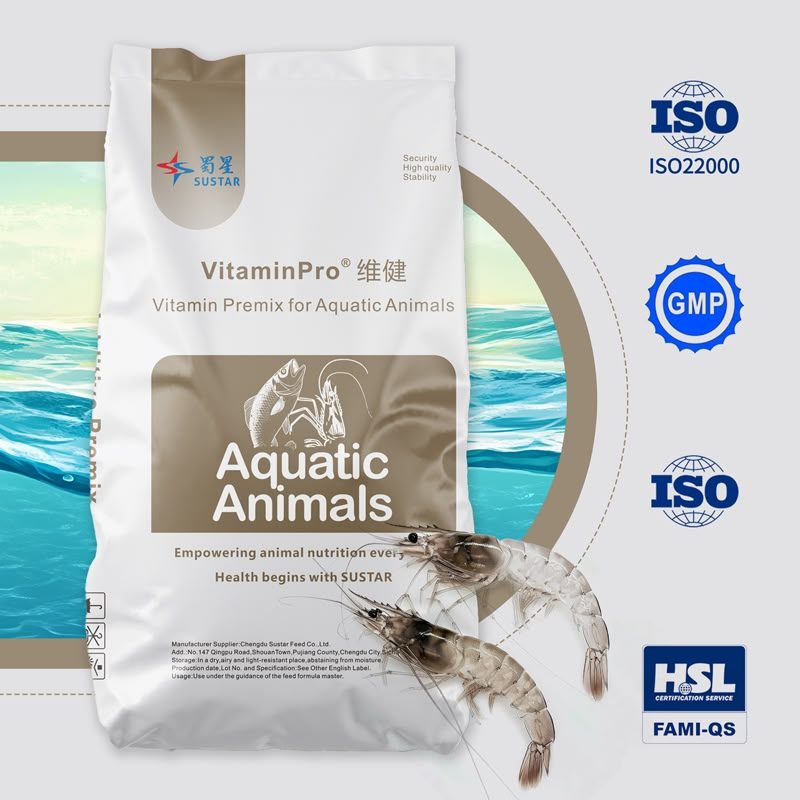 蜀星
SUSTAR
Security
High quality
Stability
VitaminPro® 维健
Vitamin Premix for Aquatic Animals
Aquatic
Animals
Empowering animal nutrition
Health begins with SUSTAR
Manufacturer Supplier:Chengdu Sustar Feed Co.,Ltd.
Add.:No.147 Qingpu Road,ShouanTown,Pujiang County,Chengdu City,
Storage:In a dry,airy and light-resistant place,abstaining from moisture.
Production date,Lot No. and Specification:See Other English Label.
Usage:Use under the guidance of the feed formula master.
Premix
ISO
ISO22000
GMP
ISO
HSL
CERTIFICATION SERVICE
FAMI-QS